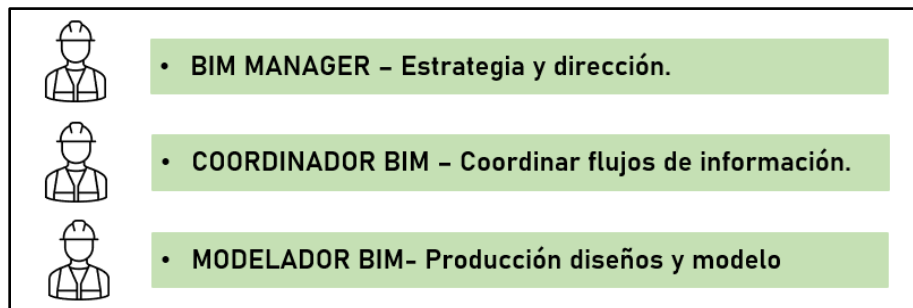 • BIM MANAGER – Estrategia y dirección.
• COORDINADOR BIM – Coordinar flujos de información.
• MODELADOR BIM- Producción diseños y modelo